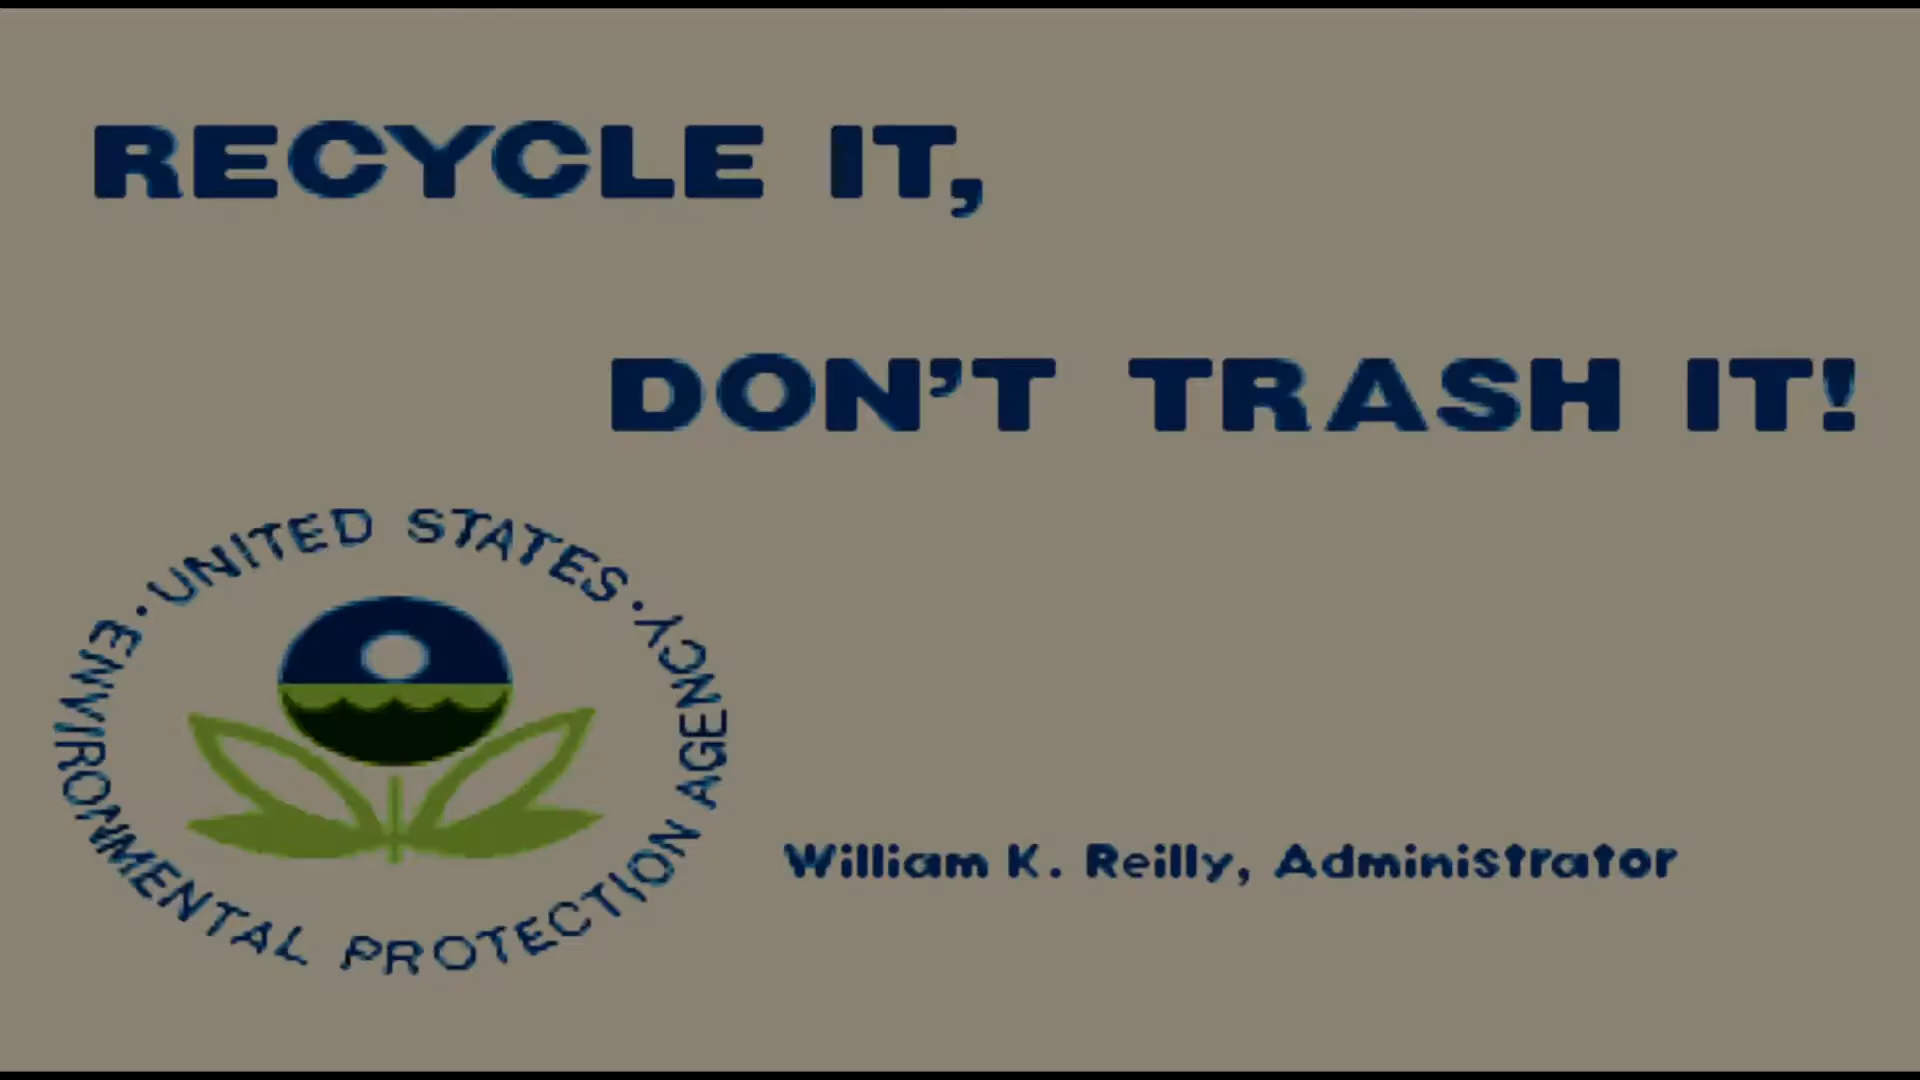 RECYCLE IT,
DON'T TRASH IT!
· UNITED STATES ·
ENVIRONMENTAL PROTECTION AGENCY
William K. Reilly, Administrator